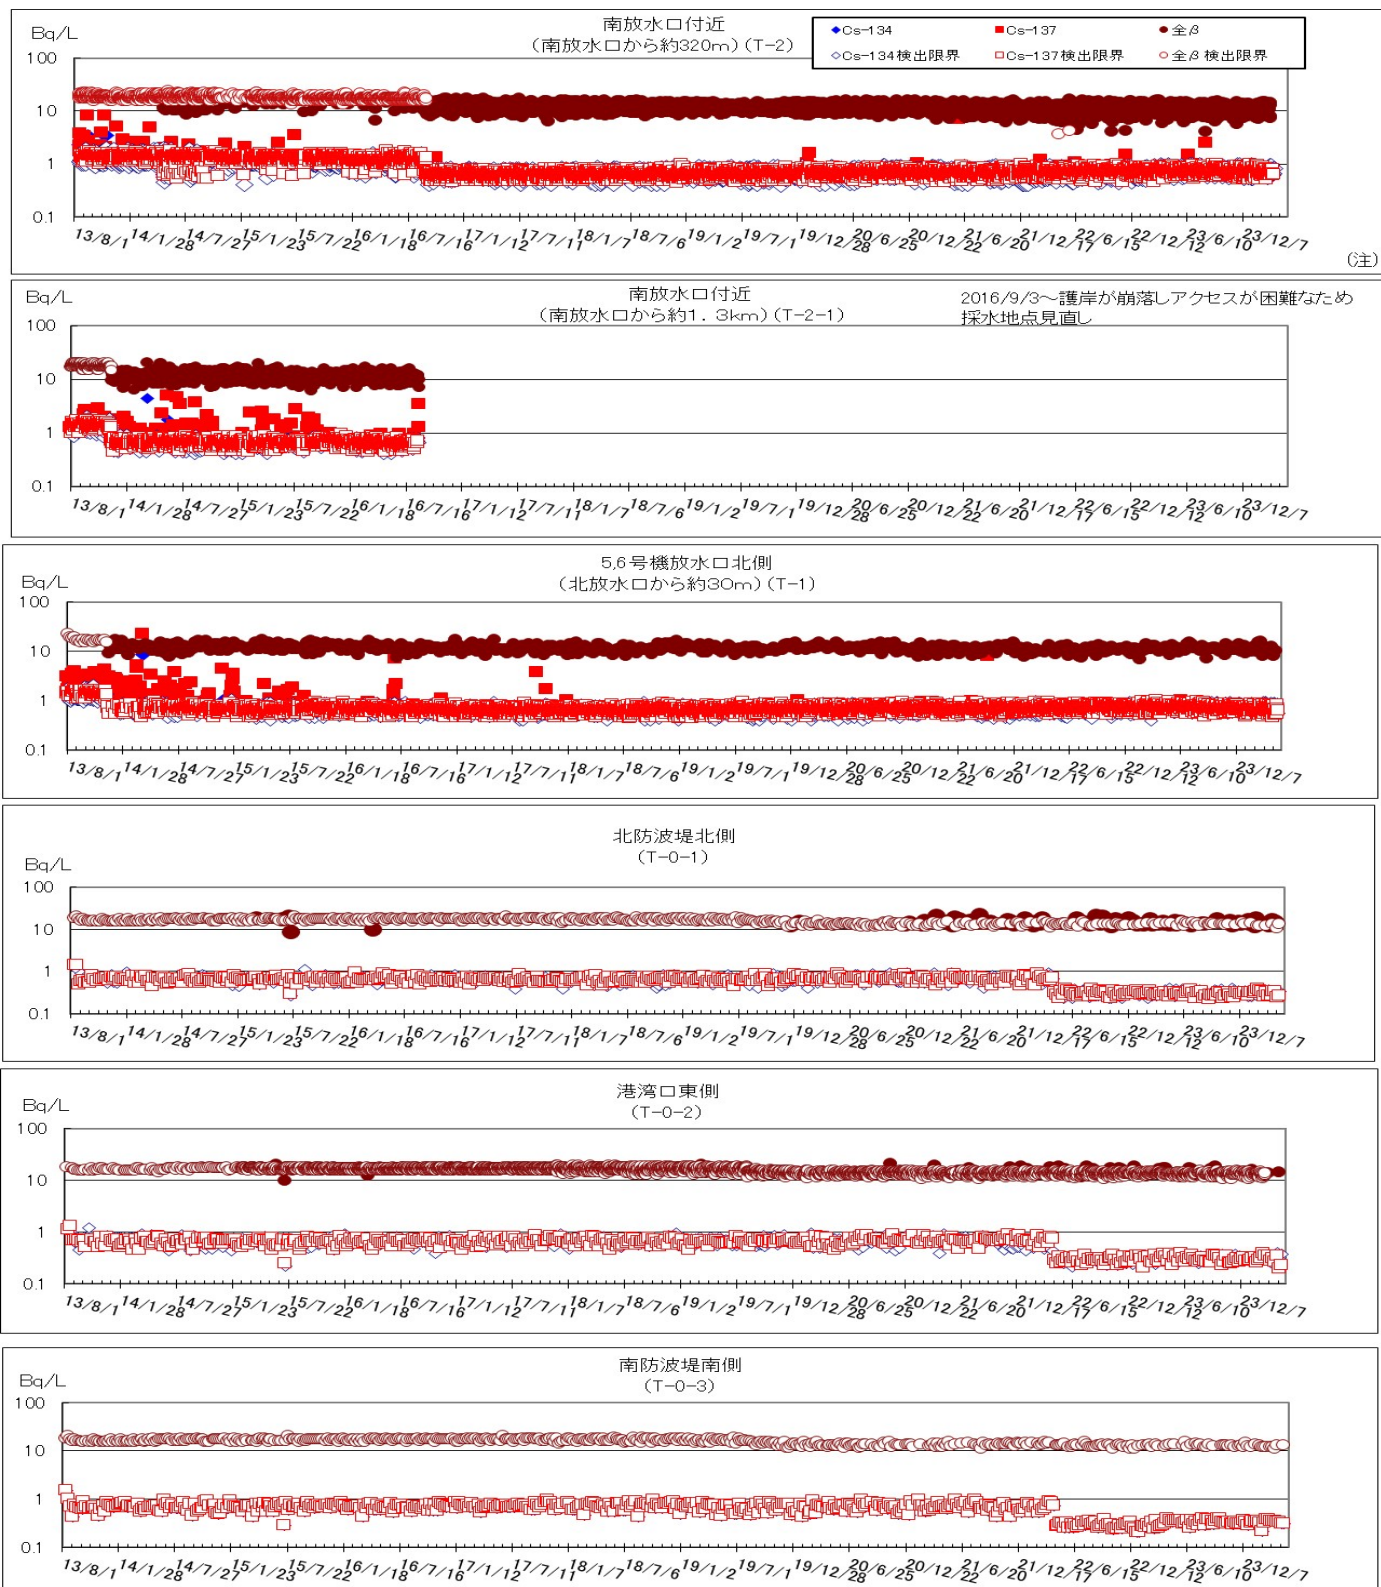 南放水口付近
(南放水口から約320m)(T-2)
Bq/L
Cs-134 Cs-137 全β
Cs-134検出限界 Cs-137検出限界 全β 検出限界
100
10
1
0.1
13/8/1 14/1/28 14/7/27 15/1/23 15/7/22 16/1/18 16/7/16 17/1/12 17/7/11 18/1/7 18/7/6 19/1/2 19/7/1 19/12/28 20/6/25 20/12/22 21/6/20 21/12/17 22/6/15 22/12/12 23/6/10 23/12/7
(注)
南放水口付近
(南放水口から約1.3km)(T-2-1)
2016/9/3~護岸が崩落しアクセスが困難なため
採水地点見直し
Bq/L
100
10
1
0.1
13/8/1 14/1/28 14/7/27 15/1/23 15/7/22 16/1/18 16/7/16 17/1/12 17/7/11 18/1/7 18/7/6 19/1/2 19/7/1 19/12/28 20/6/25 20/12/22 21/6/20 21/12/17 22/6/15 22/12/12 23/6/10 23/12/7
5,6号機放水口北側
(北放水口から約30m)(T-1)
Bq/L
100
10
1
0.1
13/8/1 14/1/28 14/7/27 15/1/23 15/7/22 16/1/18 16/7/16 17/1/12 17/7/11 18/1/7 18/7/6 19/1/2 19/7/1 19/12/28 20/6/25 20/12/22 21/6/20 21/12/17 22/6/15 22/12/12 23/6/10 23/12/7
北防波堤北側
(T-0-1)
Bq/L
100
10
1
0.1
13/8/1 14/1/28 14/7/27 15/1/23 15/7/22 16/1/18 16/7/16 17/1/12 17/7/11 18/1/7 18/7/6 19/1/2 19/7/1 19/12/28 20/6/25 20/12/22 21/6/20 21/12/17 22/6/15 22/12/12 23/6/10 23/12/7
港湾口東側
(T-0-2)
Bq/L
100
10
1
0.1
13/8/1 14/1/28 14/7/27 15/1/23 15/7/22 16/1/18 16/7/16 17/1/12 17/7/11 18/1/7 18/7/6 19/1/2 19/7/1 19/12/28 20/6/25 20/12/22 21/6/20 21/12/17 22/6/15 22/12/12 23/6/10 23/12/7
南防波堤南側
(T-0-3)
Bq/L
100
10
1
0.1
13/8/1 14/1/28 14/7/27 15/1/23 15/7/22 16/1/18 16/7/16 17/1/12 17/7/11 18/1/7 18/7/6 19/1/2 19/7/1 19/12/28 20/6/25 20/12/22 21/6/20 21/12/17 22/6/15 22/12/12 23/6/10 23/12/7